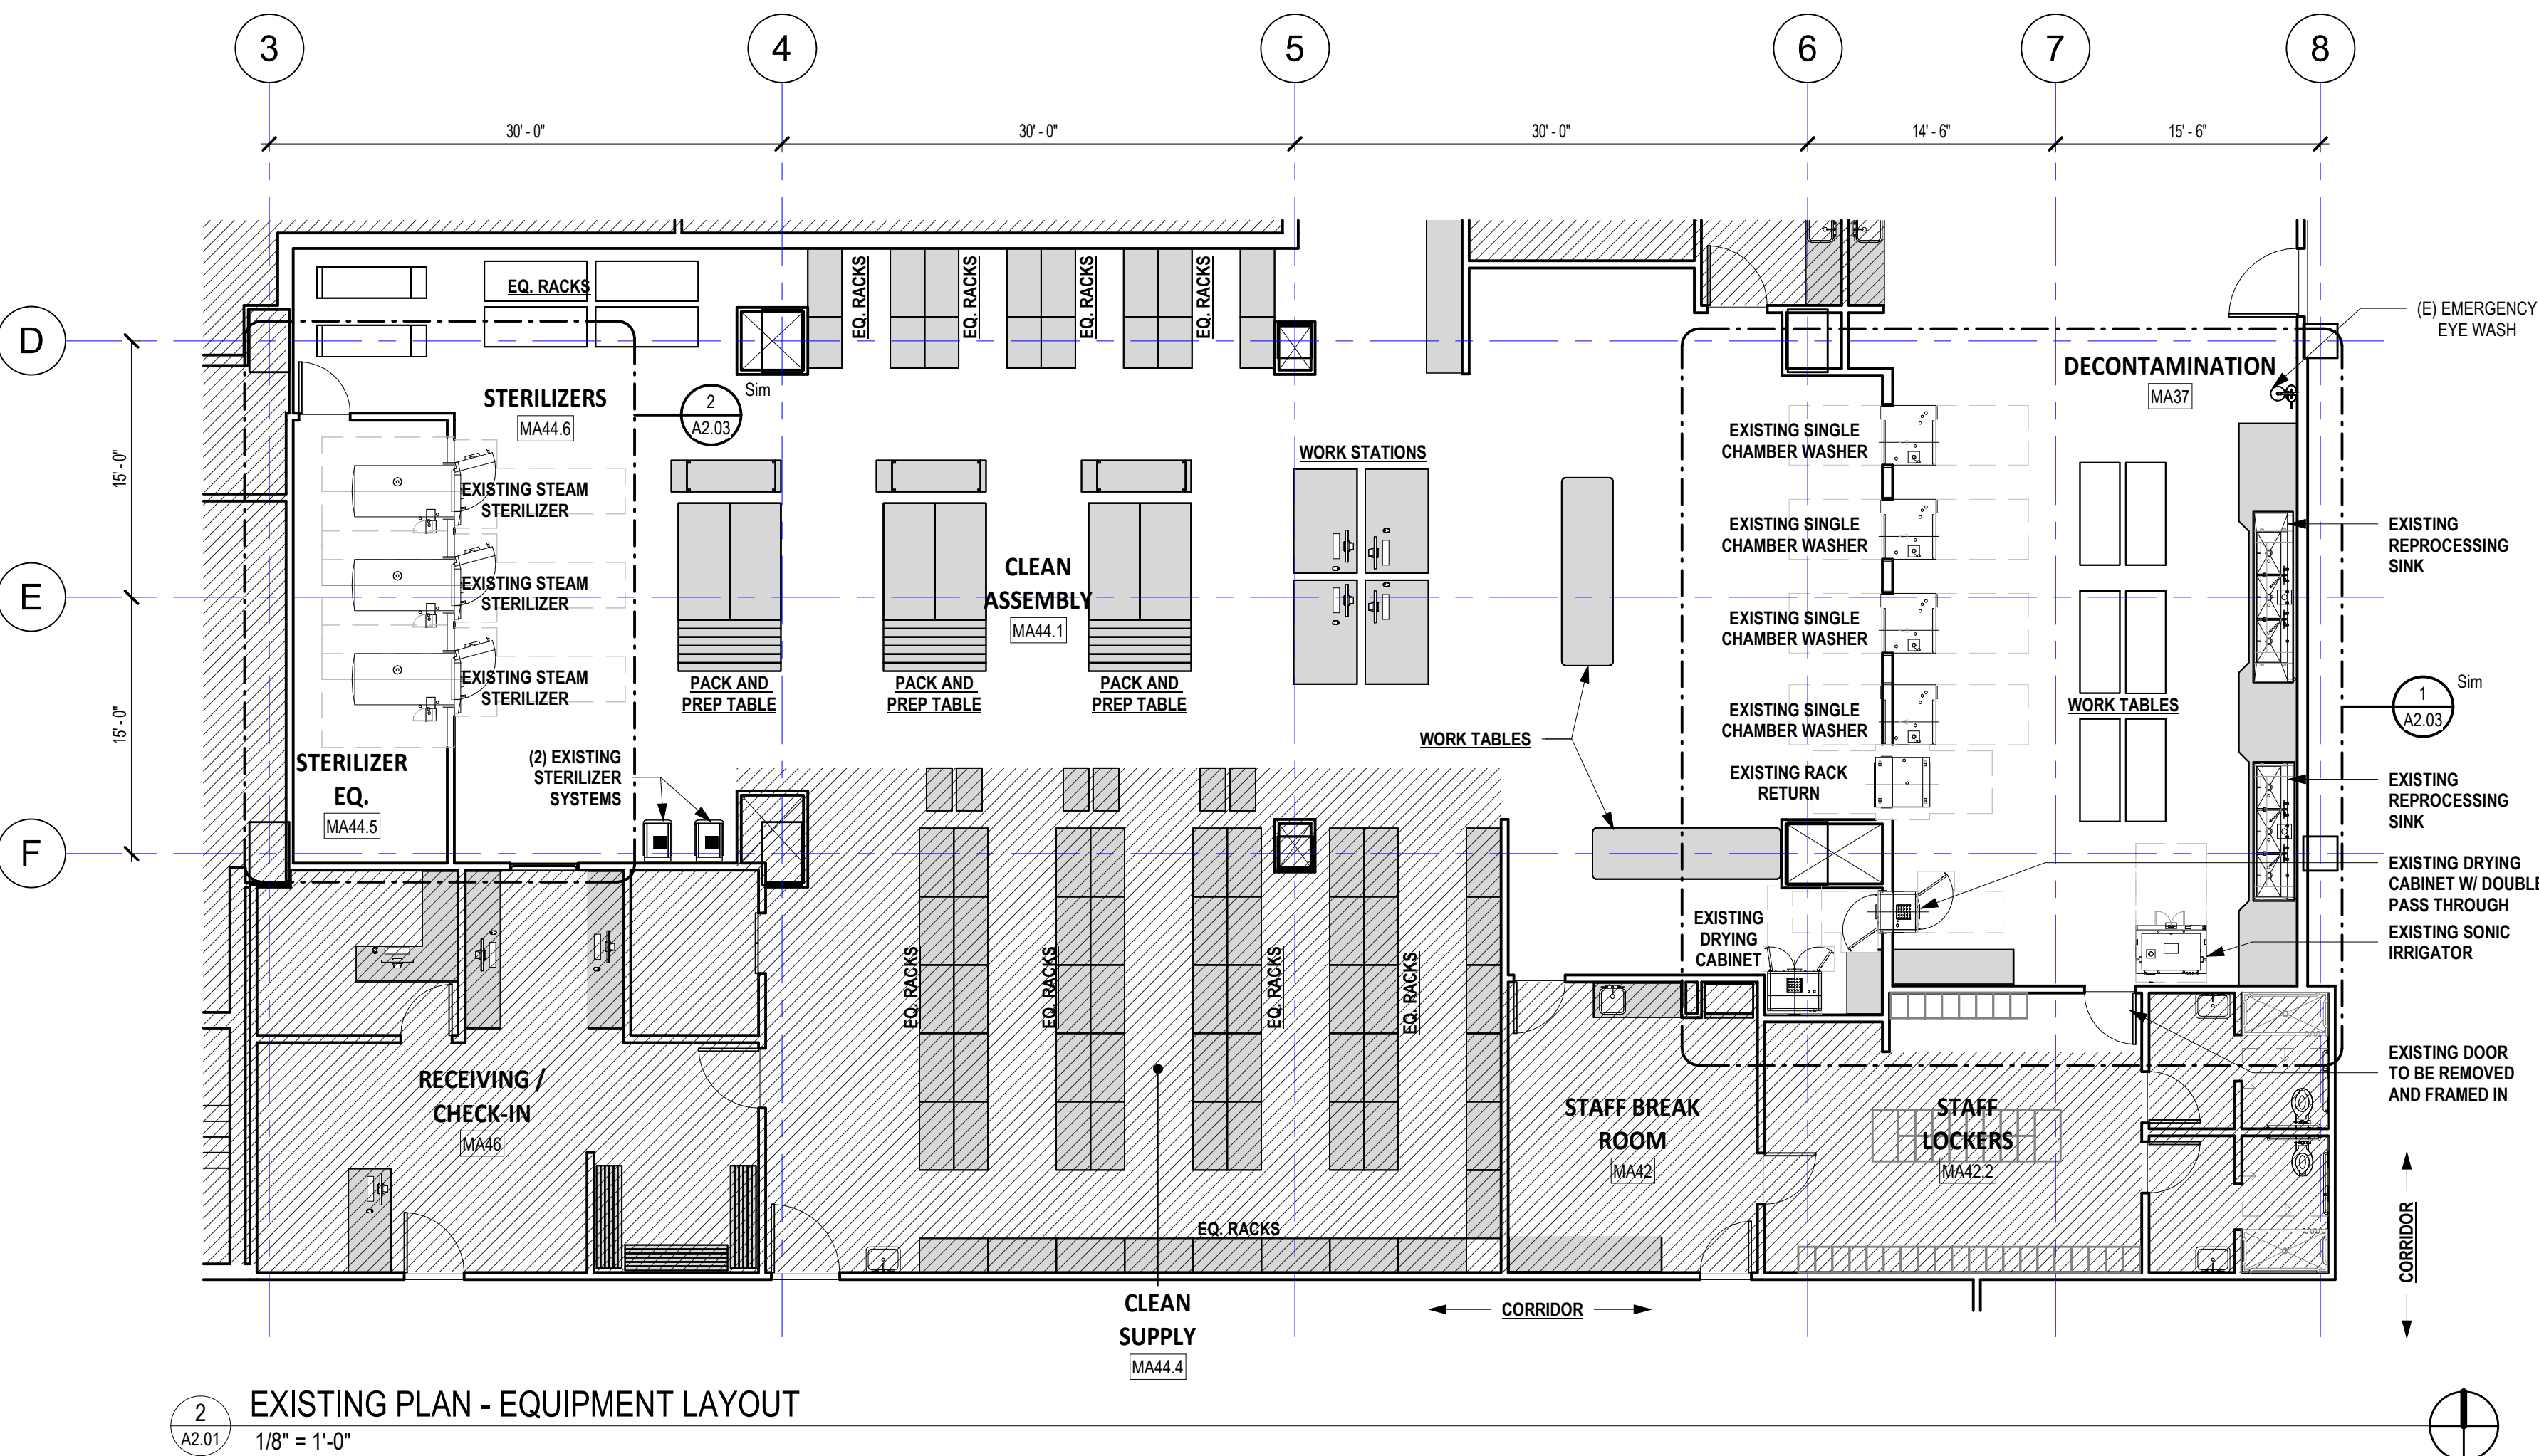 3
4
5
6
7
8
30' - 0"
30' - 0"
30' - 0"
14' - 6"
15' - 6"
D
E
F
15' - 0"
15' - 0"
EQ. RACKS
EQ. RACKS
EQ. RACKS
EQ. RACKS
EQ. RACKS
(E) EMERGENCY
EYE WASH
DECONTAMINATION
MA37
STERILIZERS
MA44.6
2
A2.03
Sim
EXISTING STEAM
STERILIZER
EXISTING STEAM
STERILIZER
EXISTING STEAM
STERILIZER
STERILIZER
EQ.
MA44.5
(2) EXISTING
STERILIZER
SYSTEMS
PACK AND
PREP TABLE
PACK AND
PREP TABLE
PACK AND
PREP TABLE
CLEAN
ASSEMBLY
MA44.1
WORK STATIONS
WORK TABLES
EXISTING SINGLE
CHAMBER WASHER
EXISTING SINGLE
CHAMBER WASHER
EXISTING SINGLE
CHAMBER WASHER
EXISTING SINGLE
CHAMBER WASHER
EXISTING RACK
RETURN
WORK TABLES
EXISTING
REPROCESSING
SINK
1
A2.03
Sim
EXISTING
REPROCESSING
SINK
EXISTING DRYING
CABINET W/ DOUBLE
PASS THROUGH
EXISTING SONIC
IRRIGATOR
EXISTING
DRYING
CABINET
EXISTING DOOR
TO BE REMOVED
AND FRAMED IN
EQ. RACKS
EQ. RACKS
EQ. RACKS
EQ. RACKS
EQ. RACKS
RECEIVING /
CHECK-IN
MA46
STAFF BREAK
ROOM
MA42
STAFF
LOCKERS
MA42.2
CORRIDOR
CORRIDOR
CLEAN
SUPPLY
MA44.4
2
A2.01
EXISTING PLAN - EQUIPMENT LAYOUT
1/8" = 1'-0"